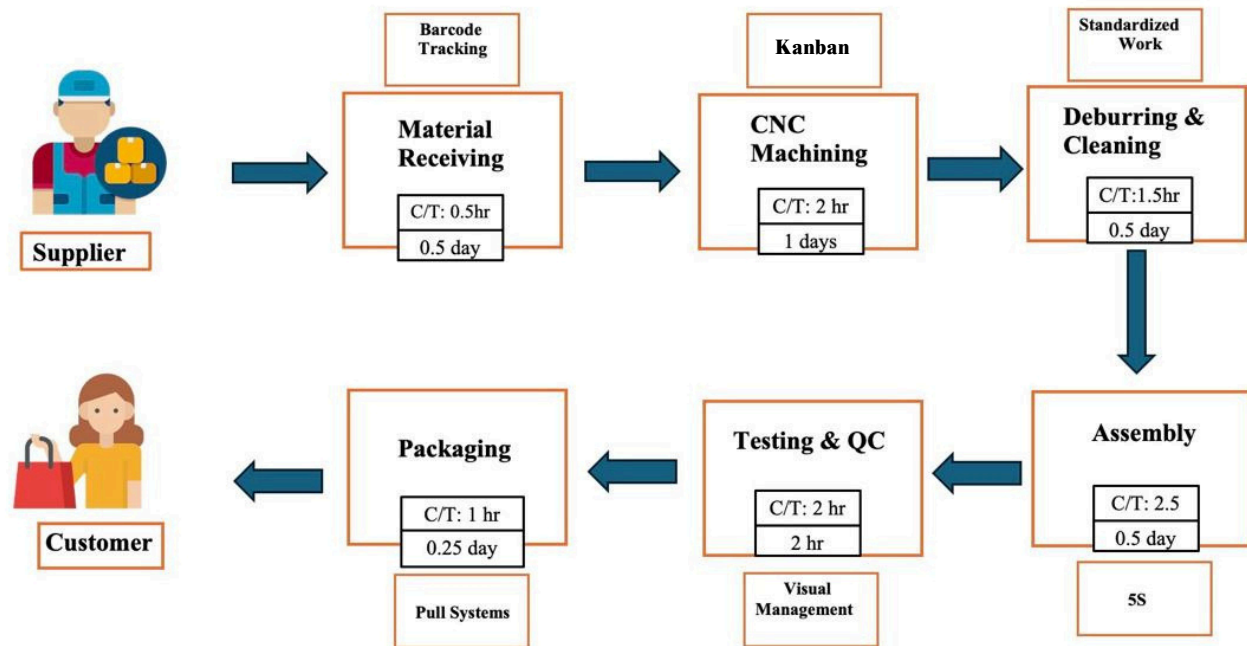 Supplier
Barcode
Tracking
Material
Receiving
C/T: 0.5hr
0.5 day
Kanban
CNC
Machining
C/T: 2 hr
1 days
Standardized
Work
Deburring &
Cleaning
C/T:1.5hr
0.5 day
Assembly
C/T: 2.5
0.5 day
5S
Testing & QC
C/T: 2 hr
2 hr
Visual
Management
Packaging
C/T: 1 hr
0.25 day
Pull Systems
Customer